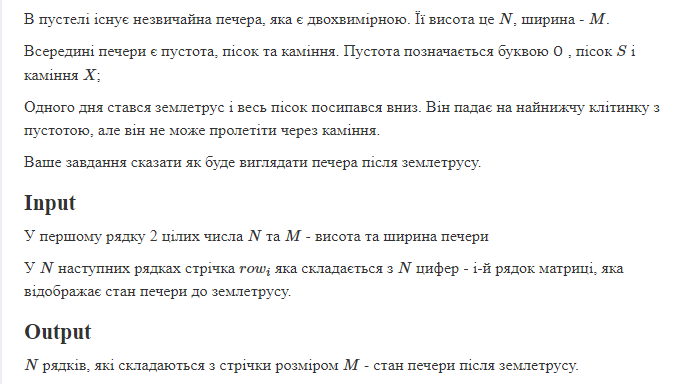 В пустелі існує незвичайна печера, яка є двохвимірною. Її висота це N, ширина - M.
Всередині печери є пустота, пісок та каміння. Пустота позначається буквою O , пісок S і
каміння X;
Одного дня стався землетрус і весь пісок посипався вниз. Він падає на найнижчу клітинку з
пустотою, але він не може пролетіти через каміння.
Ваше завдання сказати як буде виглядати печера після землетрусу.
Input
У першому рядку 2 цілих числа N та M - висота та ширина печери
У N наступних рядках стрічка row_i яка складається з N цифер - і-й рядок матриці, яка
відображає стан печери до землетрусу.
Output
N рядків, які складаються з стрічки розміром M - стан печери після землетрусу.